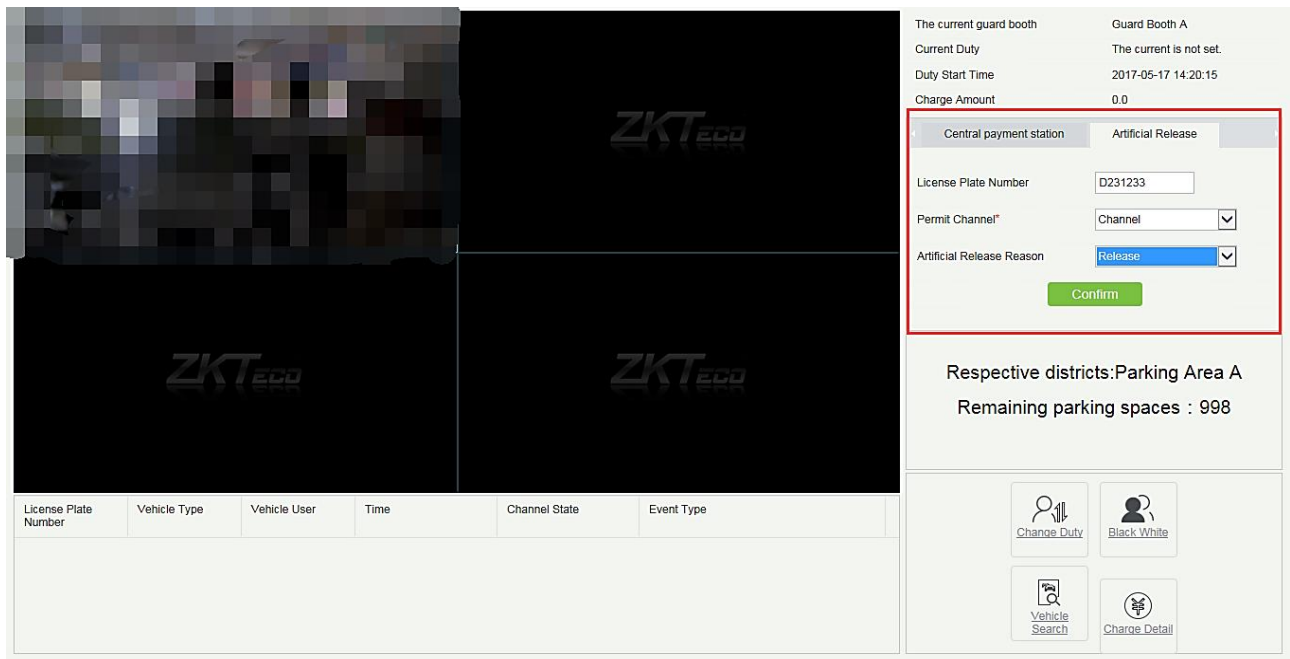 ZKTeco
ZKTeco
ZKTeco
The current guard booth Guard Booth A
Current Duty The current is not set.
Duty Start Time 2017-05-17 14:20:15
Charge Amount 0.0
Central payment station Artificial Release
License Plate Number D231233
Permit Channel* Channel
Artificial Release Reason Release
Confirm
Respective districts:Parking Area A
Remaining parking spaces : 998
License Plate Number Vehicle Type Vehicle User Time Channel State Event Type
Change Duty Black White
Vehicle Search Charge Detail